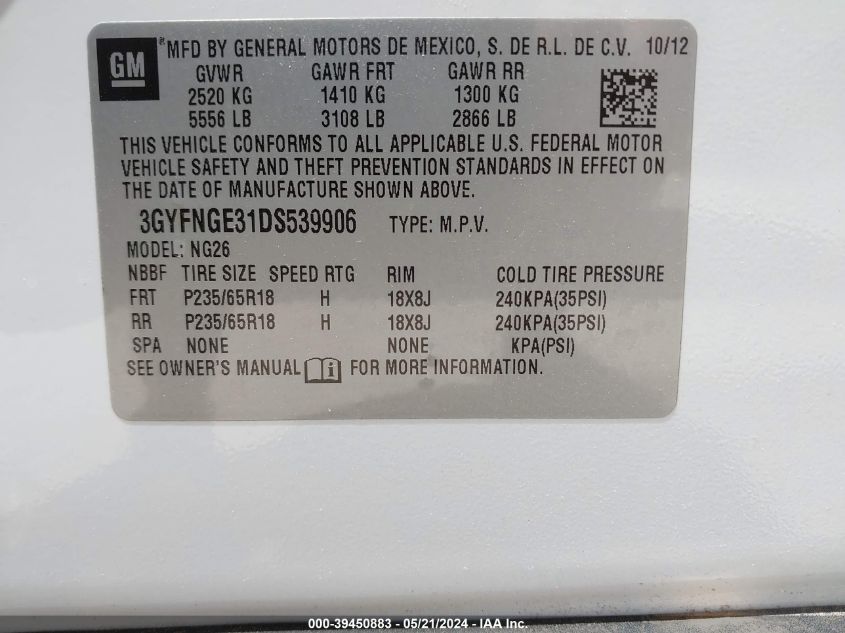 GM
® MFD BY GENERAL MOTORS DE MEXICO, S. DE R.L. DE C.V. 10/12
GVWR GAWR FRT GAWR RR
2520 KG 1410 KG 1300 KG
5556 LB 3108 LB 2866 LB
THIS VEHICLE CONFORMS TO ALL APPLICABLE U.S. FEDERAL MOTOR
VEHICLE SAFETY AND THEFT PREVENTION STANDARDS IN EFFECT ON
THE DATE OF MANUFACTURE SHOWN ABOVE.
3GYFNGE31DS539906 TYPE: M.P.V.
MODEL: NG26
NBBF TIRE SIZE SPEED RTG RIM COLD TIRE PRESSURE
FRT P235/65R18 H 18X8J 240KPA(35PSI)
RR P235/65R18 H 18X8J 240KPA(35PSI)
SPA NONE NONE KPA(PSI)
SEE OWNER'S MANUAL i FOR MORE INFORMATION.
000-39450883 - 05/21/2024 - IAA Inc.